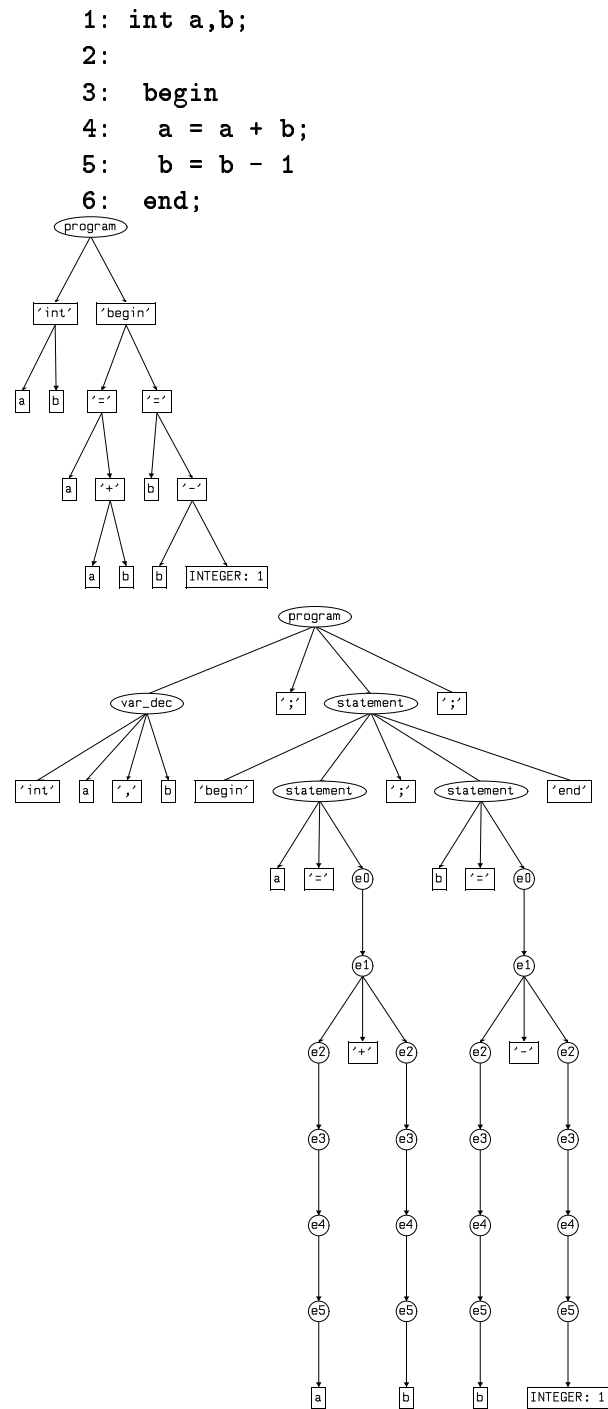 1: int a,b;
2:
3: begin
4: a = a + b;
5: b = b - 1
6: end;
program
'int' 'begin'
a b '=' '='
a '+' b '-'
a b b INTEGER: 1
program
var_dec ';' statement ';'
'int' a ',' b 'begin' statement ';' statement 'end'
a '=' e0 b '=' e0
e1 e1
e2 '+' e2 e2 '-' e2
e3 e3 e3 e3
e4 e4 e4 e4
e5 e5 e5 e5
a b b INTEGER: 1